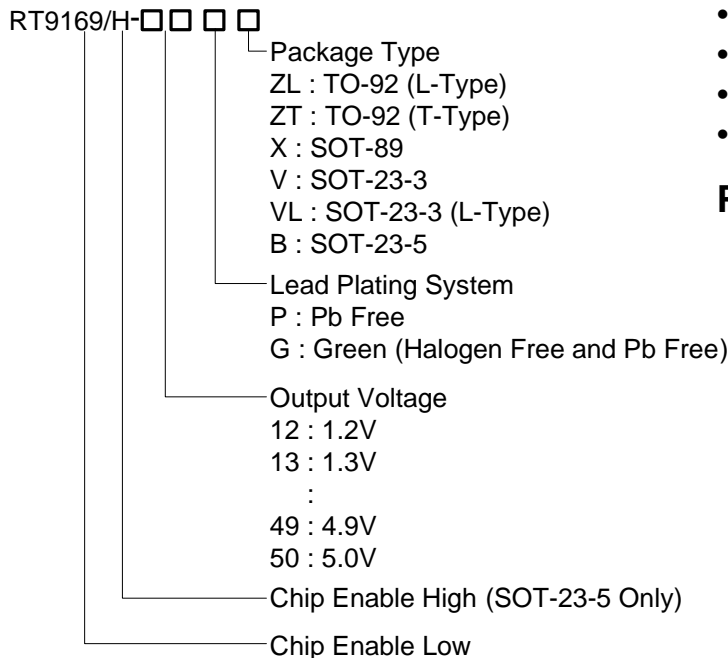 RT9169/H-□□ □ □
Package Type
ZL : TO-92 (L-Type)
ZT : TO-92 (T-Type)
X : SOT-89
V : SOT-23-3
VL : SOT-23-3 (L-Type)
B : SOT-23-5
Lead Plating System
P : Pb Free
G : Green (Halogen Free and Pb Free)
Output Voltage
12 : 1.2V
13 : 1.3V
:
49 : 4.9V
50 : 5.0V
Chip Enable High (SOT-23-5 Only)
Chip Enable Low